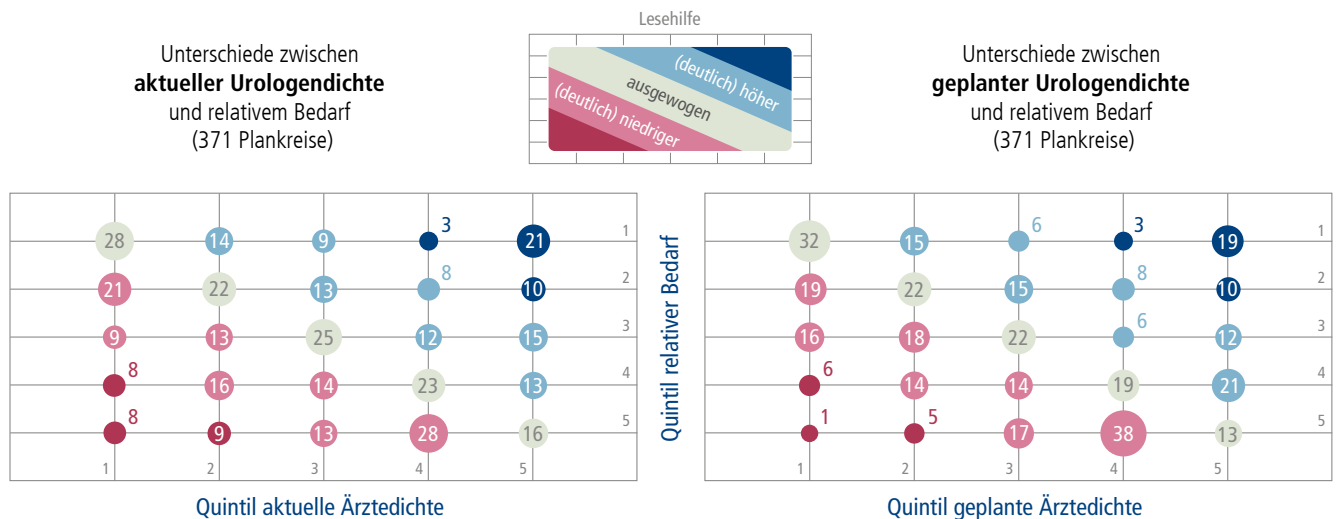 Lesehilfe
Unterschiede zwischen
aktueller Urologendichte
und relativem Bedarf
(371 Plankreise)
(deutlich) höher
ausgewogen
(deutlich) niedriger
Unterschiede zwischen
geplanter Urologendichte
und relativem Bedarf
(371 Plankreise)
28 14 9 3 21 1
21 22 13 8 10 2
9 13 25 12 15 3
8 16 14 23 13 4
8 9 13 28 16 5
1 2 3 4 5
Quintil aktuelle Ärztedichte
Quintil relativer Bedarf
32 15 6 3 19 1
19 22 15 8 10 2
16 18 22 6 12 3
6 14 14 19 21 4
1 5 17 38 13 5
1 2 3 4 5
Quintil geplante Ärztedichte